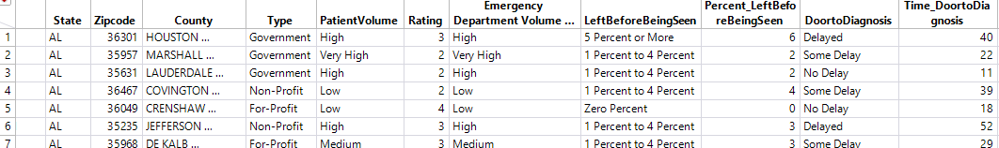 State Zipcode County Type PatientVolume Rating Emergency Department Volume ... LeftBeforeBeingSeen Percent_LeftBefo reBeingSeen DoortoDiagnosis Time_DoortoDia gnosis
1 AL 36301 HOUSTON ... Government High 3 High 5 Percent or More 6 Delayed 40
2 AL 35957 MARSHALL ... Government Very High 2 Very High 1 Percent to 4 Percent 2 Some Delay 22
3 AL 35631 LAUDERDALE ... Government High 2 High 1 Percent to 4 Percent 2 No Delay 11
4 AL 36467 COVINGTON ... Non-Profit Low 2 Low 1 Percent to 4 Percent 4 Some Delay 39
5 AL 36049 CRENSHAW ... For-Profit Low 4 Low Zero Percent 0 No Delay 18
6 AL 35235 JEFFERSON ... Non-Profit High 3 High 1 Percent to 4 Percent 3 Delayed 52
7 AL 35968 DE KALB ... For-Profit Medium 3 Medium 1 Percent to 4 Percent 3 Some Delay 29